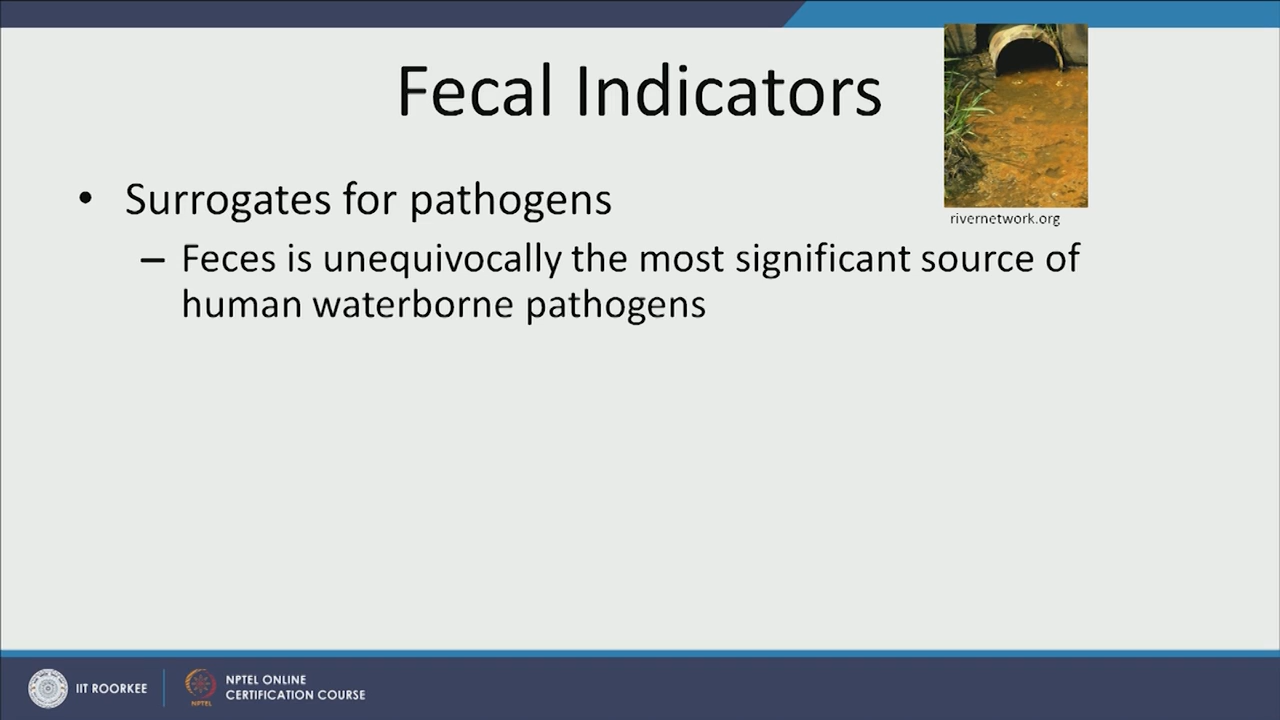 Fecal Indicators
• Surrogates for pathogens
– Feces is unequivocally the most significant source of
human waterborne pathogens
rivernetwork.org
IIT ROORKEE
NPTEL ONLINE
CERTIFICATION COURSE
NPTEL